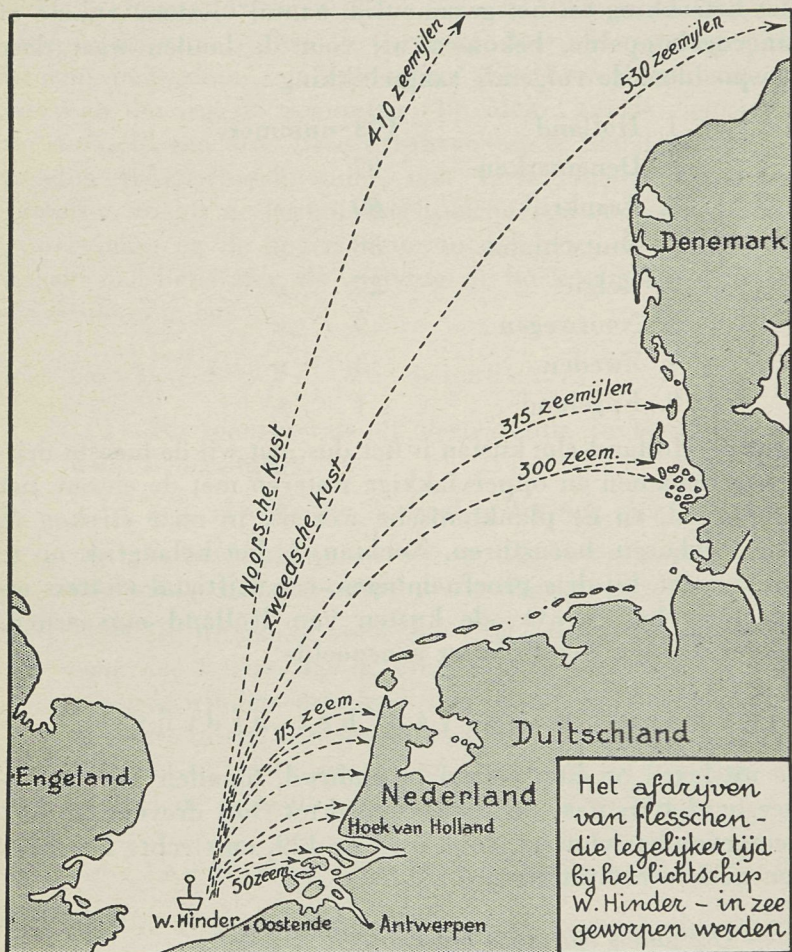 410 zeemijlen
530 zeemijlen
Denemark
315 zeemijlen
300 zeem.
Noorsche kust
zweedsche kust
115 zeem.
Duitschland
Engeland
Nederland
Hoek van Holland
50 zeem.
W. Hinder
Oostende
Antwerpen
Het afdrijven
van flesschen -
die tegelijker tijd
bij het lichtschip
W. Hinder - in zee
geworpen werden